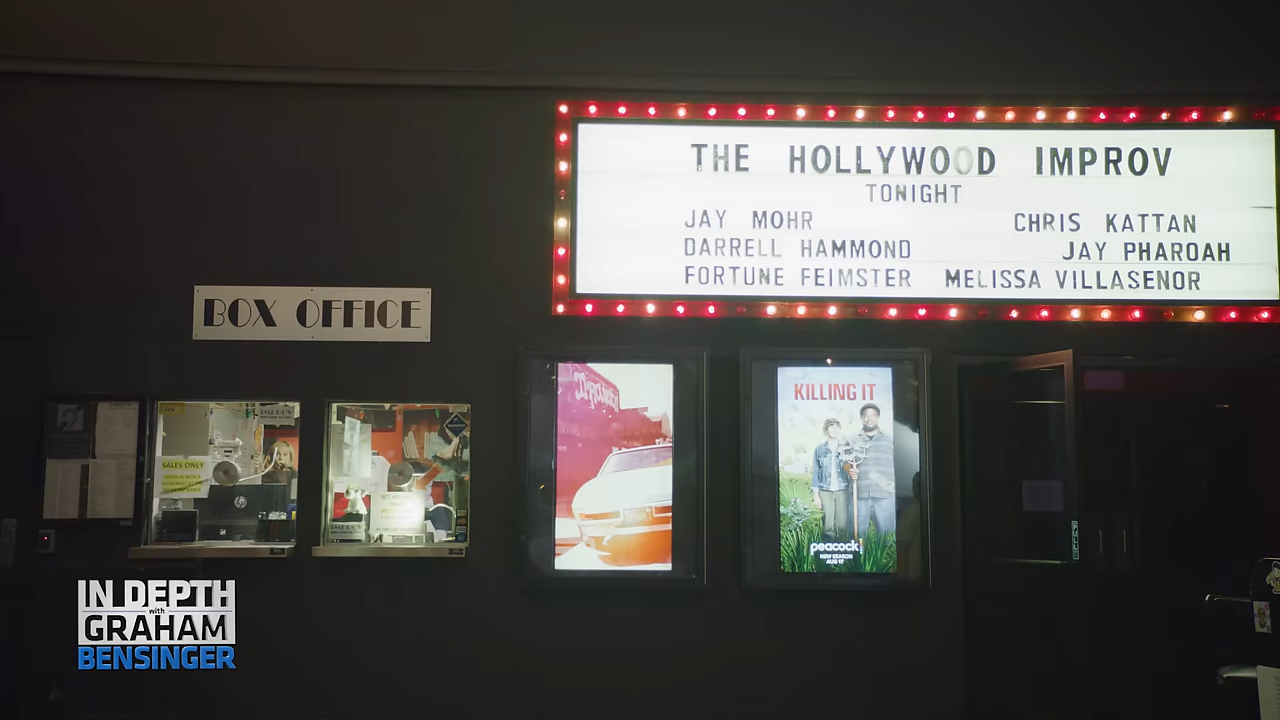 THE HOLLYWOOD IMPROV
TONIGHT
JAY MOHR CHRIS KATTAN
DARRELL HAMMOND JAY PHAROAH
FORTUNE FEIMSTER MELISSA VILLASENOR
BOX OFFICE
SALES ONLY
KILLING IT
peacock
NEW SEASON
AUG 17
PULL
IN DEPTH
with
GRAHAM
BENSINGER